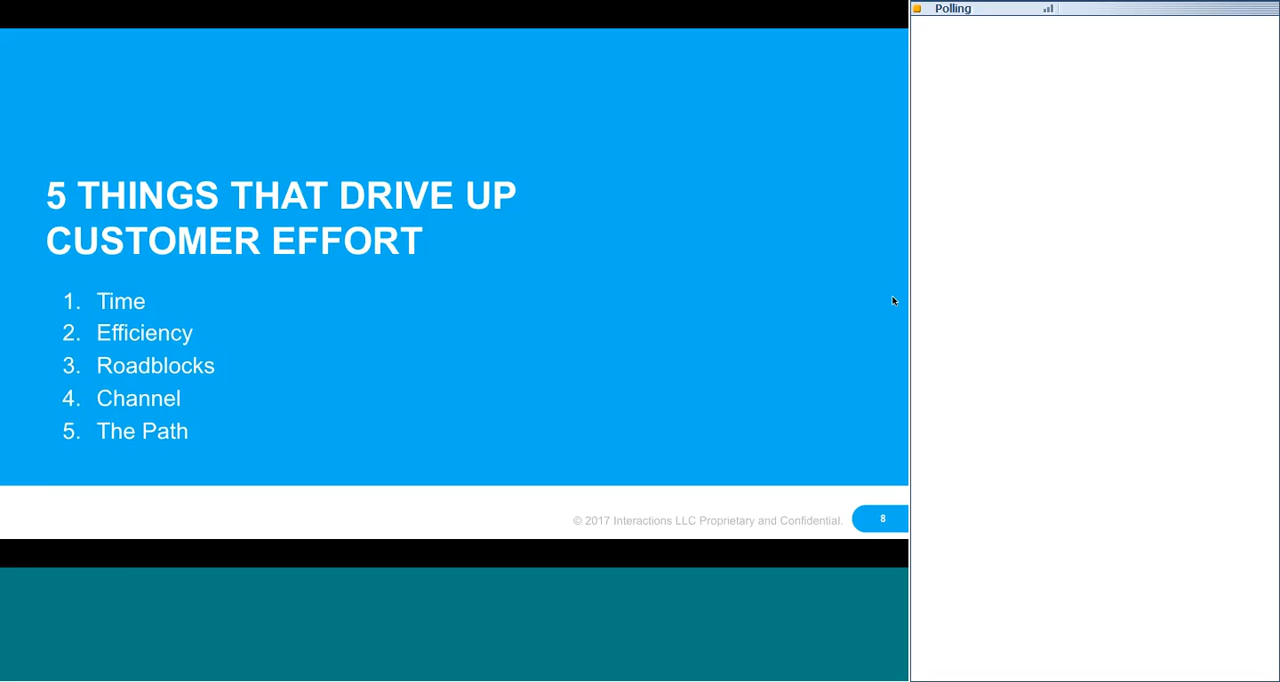 Polling
5 THINGS THAT DRIVE UP
CUSTOMER EFFORT
1. Time
2. Efficiency
3. Roadblocks
4. Channel
5. The Path
© 2017 Interactions LLC Proprietary and Confidential.
8